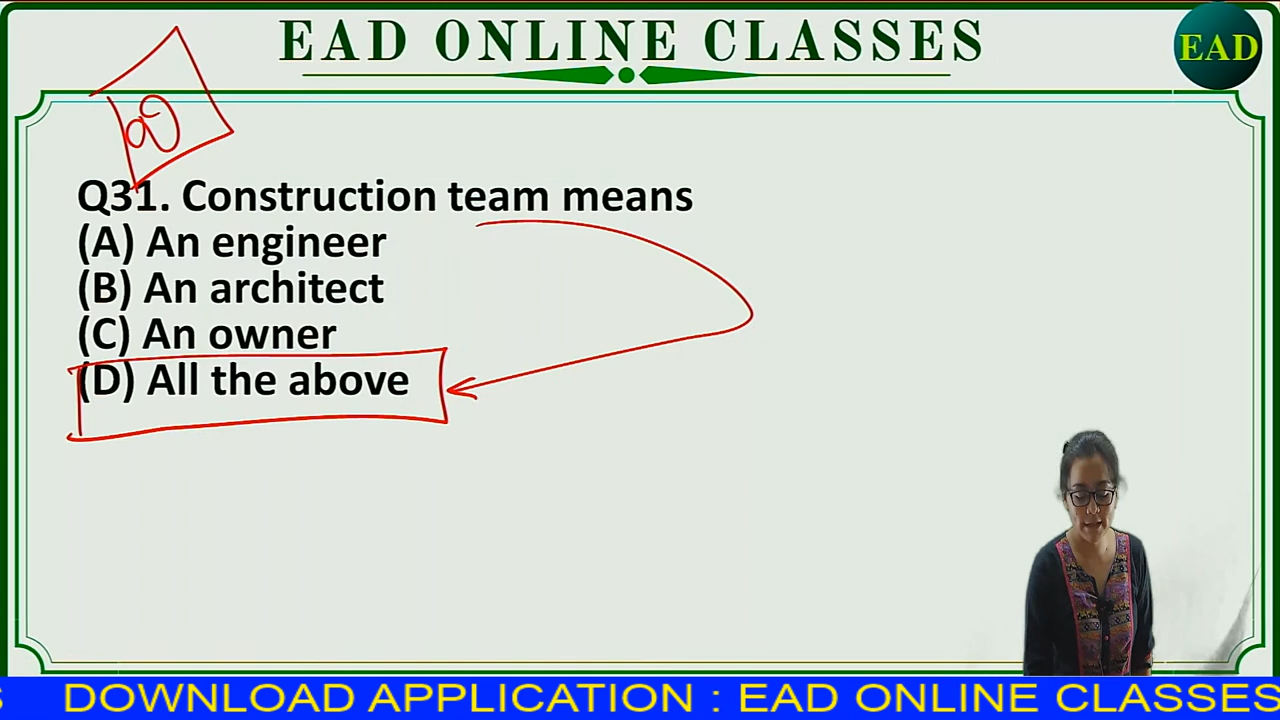 EAD ONLINE CLASSES
EAD
Q31. Construction team means
(A) An engineer
(B) An architect
(C) An owner
(D) All the above
DOWNLOAD APPLICATION : EAD ONLINE CLASSES